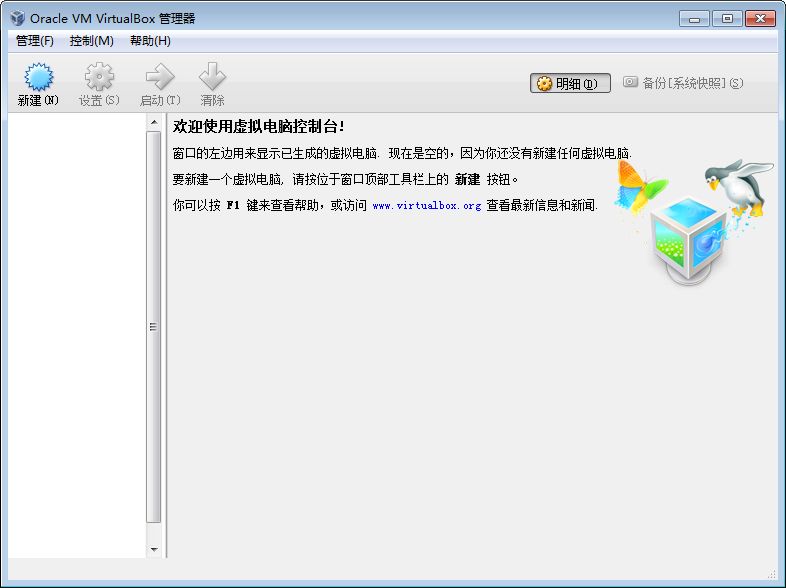 Oracle VM VirtualBox 管理器
管理(F) 控制(M) 帮助(H)
新建(N) 设置(S) 启动(T) 清除 明细(D) 备份[系统快照](S)
欢迎使用虚拟电脑控制台!
窗口的左边用来显示已生成的虚拟电脑. 现在是空的，因为你还没有新建任何虚拟电脑.
要新建一个虚拟电脑, 请按位于窗口顶部工具栏上的 新建 按钮。
你可以按 F1 键来查看帮助，或访问 www.virtualbox.org 查看最新信息和新闻.